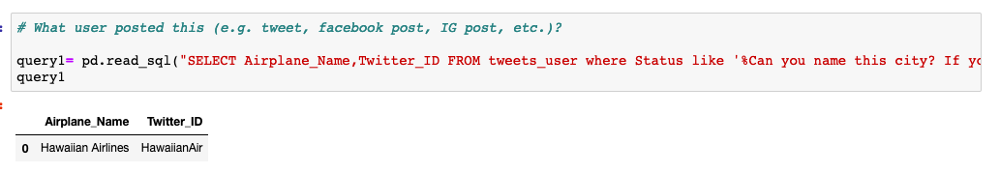 # What user posted this (e.g. tweet, facebook post, IG post, etc.)?
query1= pd.read_sql("SELECT Airplane_Name,Twitter_ID FROM tweets_user where Status like '%Can you name this city? If
query1
Airplane_Name Twitter_ID
0 Hawaiian Airlines HawaiianAir